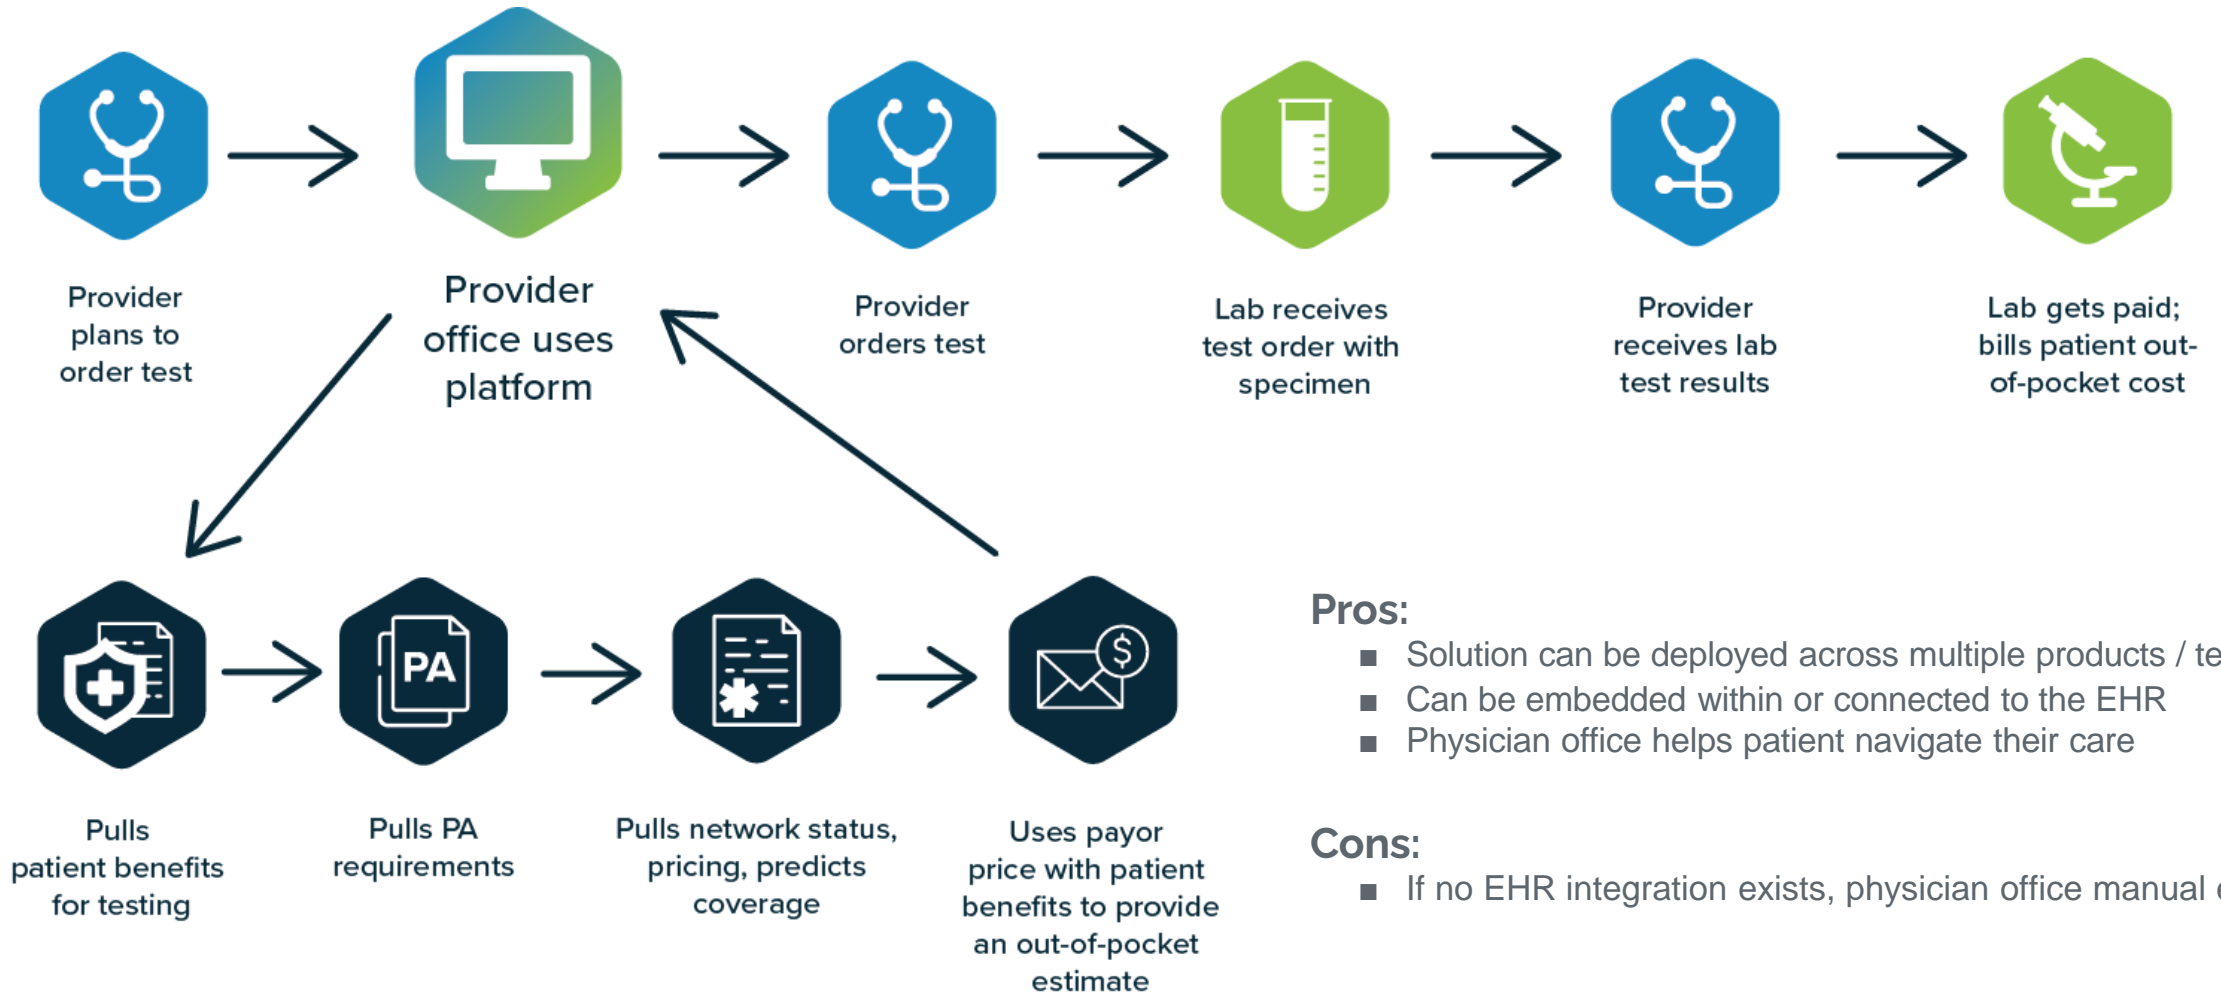 Provider
plans to
order test
Provider
office uses
platform
Provider
orders test
Lab receives
test order with
specimen
Provider
receives lab
test results
Lab gets paid;
bills patient out-
of-pocket cost
PA
$
Pulls
patient benefits
for testing
Pulls PA
requirements
Pulls network status,
pricing, predicts
coverage
Uses payor
price with patient
benefits to provide
an out-of-pocket
estimate
Pros:
■ Solution can be deployed across multiple products /
■ Can be embedded within or connected to the EHR
■ Physician office helps patient navigate their care
Cons:
■ If no EHR integration exists, physician office manual